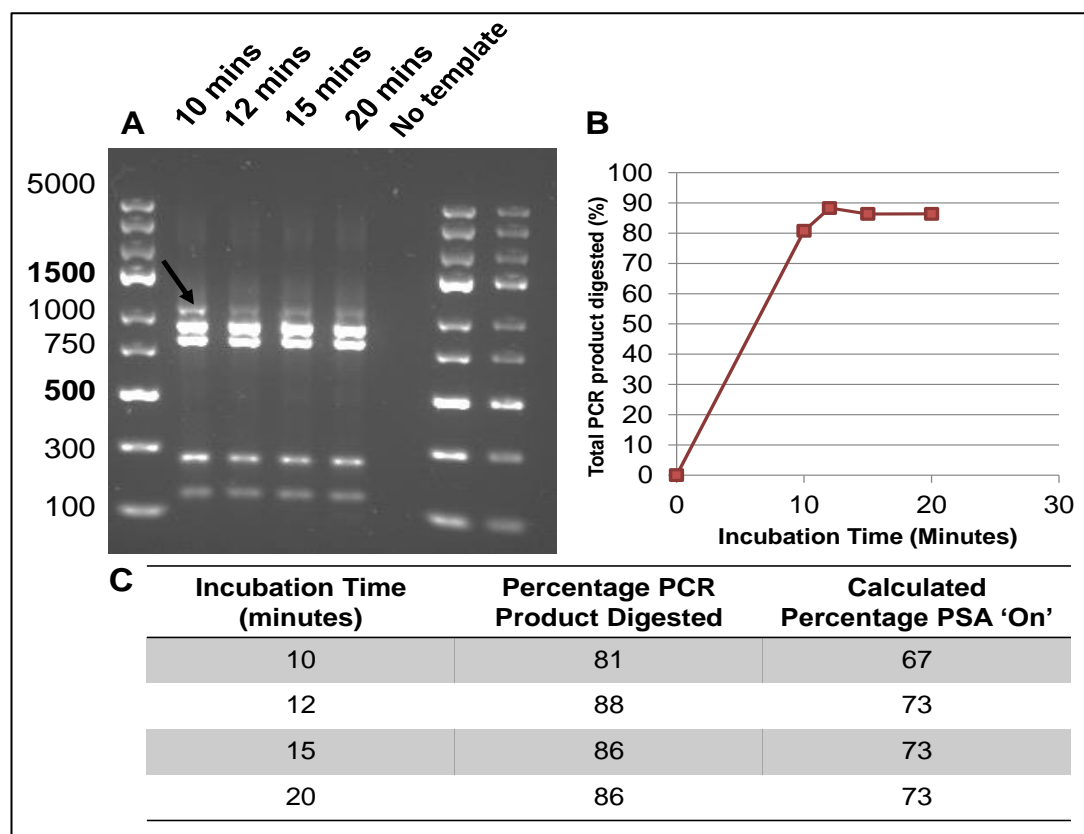 A
10 mins
12 mins
15 mins
20 mins
No template
5000
1500
1000
750
500
300
100
B
Total PCR product digested (%)
100
90
80
70
60
50
40
30
20
10
0
0 10 20 30
Incubation Time (Minutes)
C
Incubation Time (minutes) Percentage PCR Product Digested Calculated Percentage PSA ‘On’
10 81 67
12 88 73
15 86 73
20 86 73